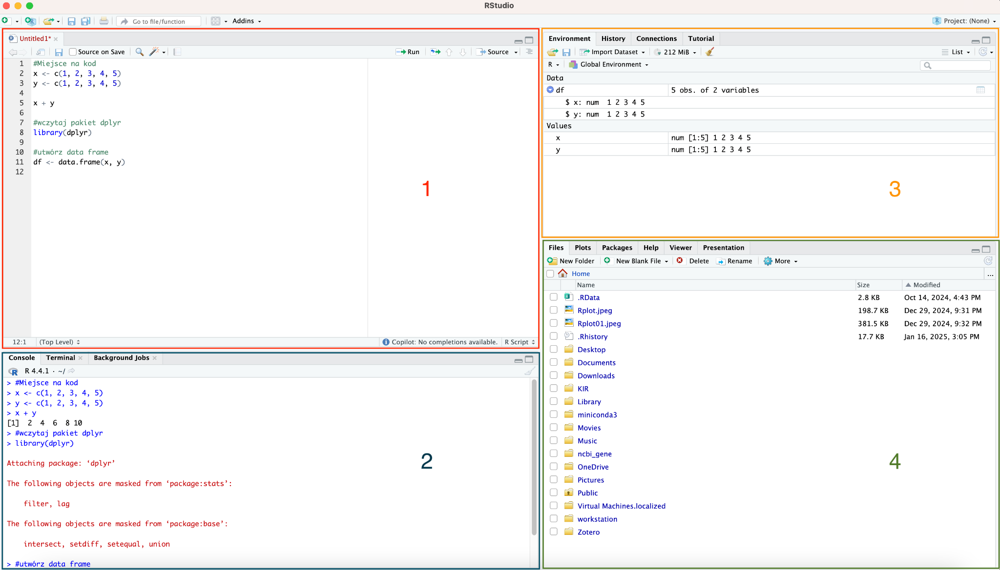 RStudio
Go to file/function
Addins
Project: (None)
Untitled1*
Source on Save
Run
Source
1 #Miejsce na kod
2 x <- c(1, 2, 3, 4, 5)
3 y <- c(1, 2, 3, 4, 5)
4
5 x + y
6
7 #wczytaj pakiet dplyr
8 library(dplyr)
9
10 #utwórz data frame
11 df <- data.frame(x, y)
12
1
12:1 (Top Level) Copilot: No completions available. R Script
Console Terminal Background Jobs
R 4.4.1 · ~/
> #Miejsce na kod
> x <- c(1, 2, 3, 4, 5)
> y <- c(1, 2, 3, 4, 5)
> x + y
[1]  2  4  6  8 10
> #wczytaj pakiet dplyr
> library(dplyr)
Attaching package: ‘dplyr’
The following objects are masked from ‘package:stats’:
filter, lag
The following objects are masked from ‘package:base’:
intersect, setdiff, setequal, union
> #utwórz data frame
2
Environment History Connections Tutorial
Import Dataset 212 MiB List
R Global Environment
Data
df 5 obs. of 2 variables
$ x: num  1 2 3 4 5
$ y: num  1 2 3 4 5
Values
x num [1:5] 1 2 3 4 5
y num [1:5] 1 2 3 4 5
3
Files Plots Packages Help Viewer Presentation
New Folder New Blank File Delete Rename More
Home ...
Name Size Modified
.RData 2.8 KB Oct 14, 2024, 4:43 PM
Rplot.jpeg 198.7 KB Dec 29, 2024, 9:31 PM
Rplot01.jpeg 381.5 KB Dec 29, 2024, 9:32 PM
.Rhistory 17.7 KB Jan 16, 2025, 3:05 PM
Desktop
Documents
Downloads
KIR
Library
miniconda3
Movies
Music
ncbi_gene
OneDrive
Pictures
Public
Virtual Machines.localized
workstation
Zotero
4